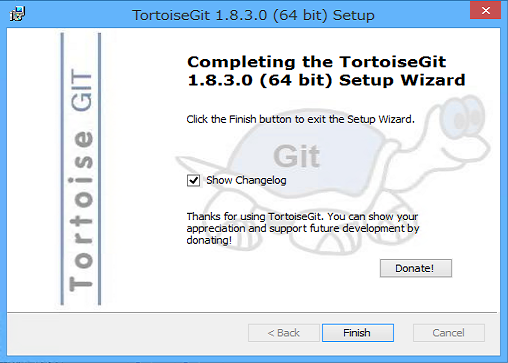 TortoiseGit 1.8.3.0 (64 bit) Setup
Tortoise GIT
Completing the TortoiseGit
1.8.3.0 (64 bit) Setup Wizard
Click the Finish button to exit the Setup Wizard.
Git
Show Changelog
Thanks for using TortoiseGit. You can show your
appreciation and support future development by
donating!
Donate!
< Back
Finish
Cancel